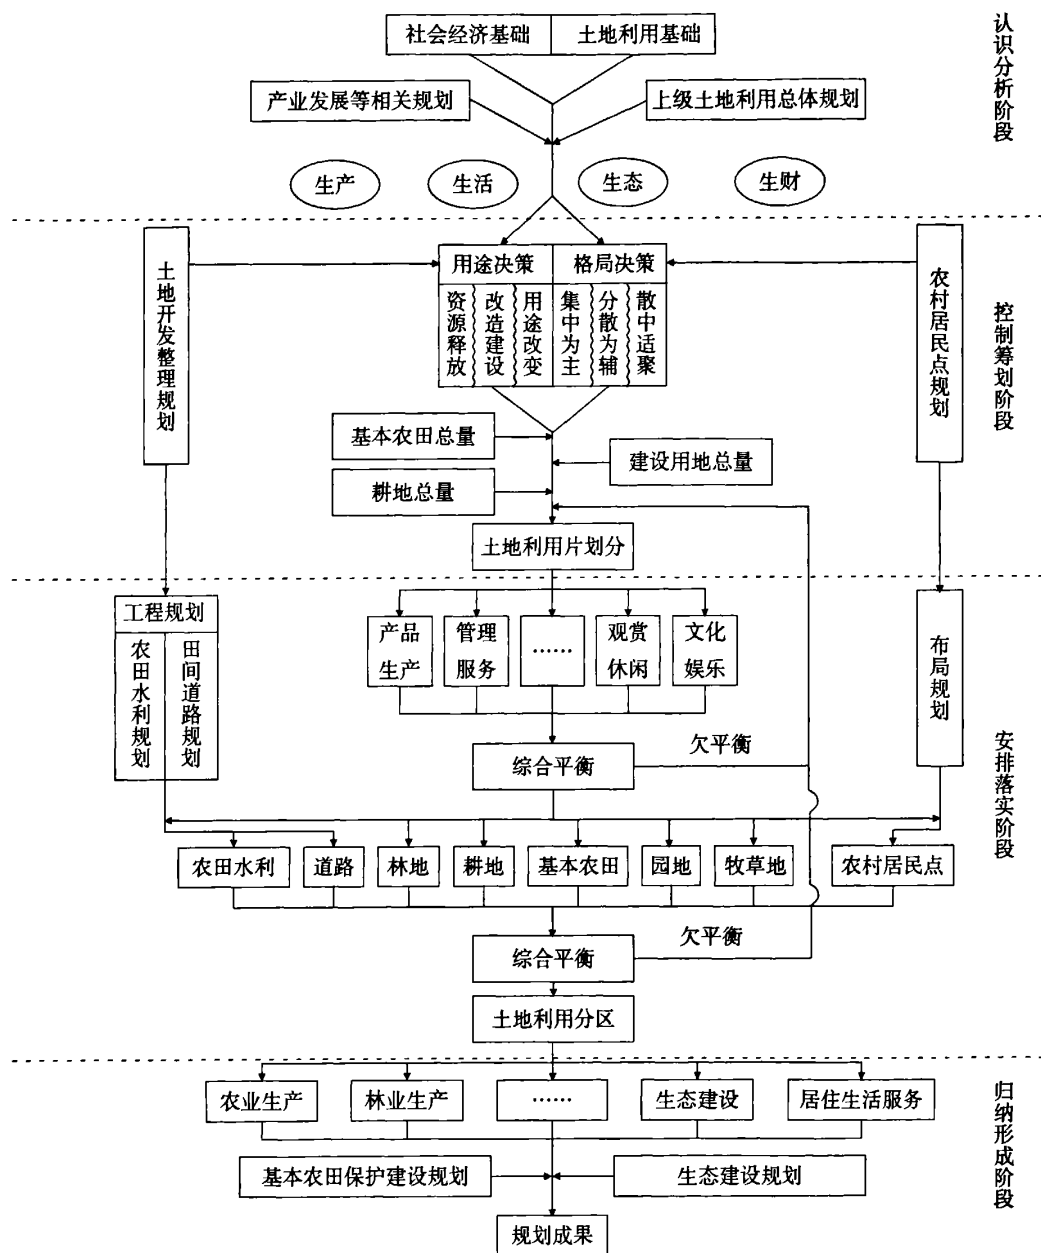 社会经济基础 土地利用基础
产业发展等相关规划 上级土地利用总体规划
认识分析阶段
生产 生活 生态 生财
土地开发整理规划
用途决策 格局决策
资源释放 改造建设 用途改变 集中为主 分散为辅 散中适聚
农村居民点规划
控制筹划阶段
基本农田总量
建设用地总量
耕地总量
土地利用片划分
工程规划
农田水利规划 田间道路规划
产品生产 管理服务 …… 观赏休闲 文化娱乐
布局规划
综合平衡 欠平衡
安排落实阶段
农田水利 道路 林地 耕地 基本农田 园地 牧草地 农村居民点
综合平衡 欠平衡
土地利用分区
农业生产 林业生产 …… 生态建设 居住生活服务
归纳形成阶段
基本农田保护建设规划 生态建设规划
规划成果